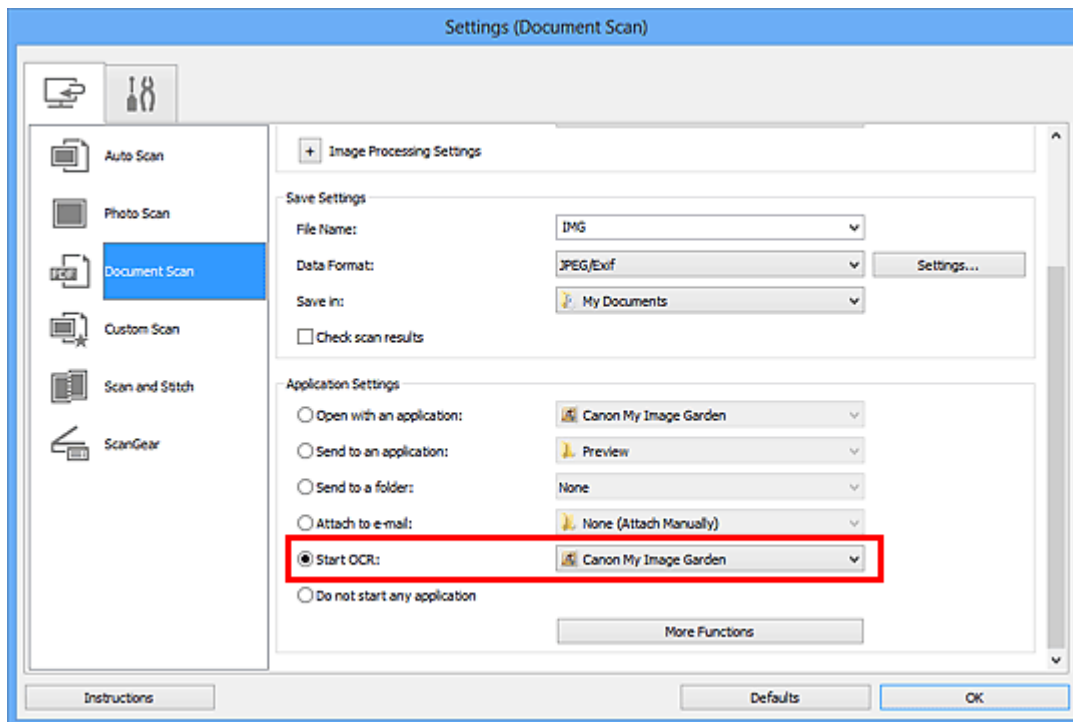 Settings (Document Scan)
Auto Scan
Photo Scan
PDF
Document Scan
Custom Scan
Scan and Stitch
ScanGear
+ Image Processing Settings
Save Settings
File Name: IMG
Data Format: JPEG/Exif Settings...
Save in: My Documents
Check scan results
Application Settings
Open with an application: Canon My Image Garden
Send to an application: Preview
Send to a folder: None
Attach to e-mail: None (Attach Manually)
Start OCR: Canon My Image Garden
Do not start any application
More Functions
Instructions Defaults OK